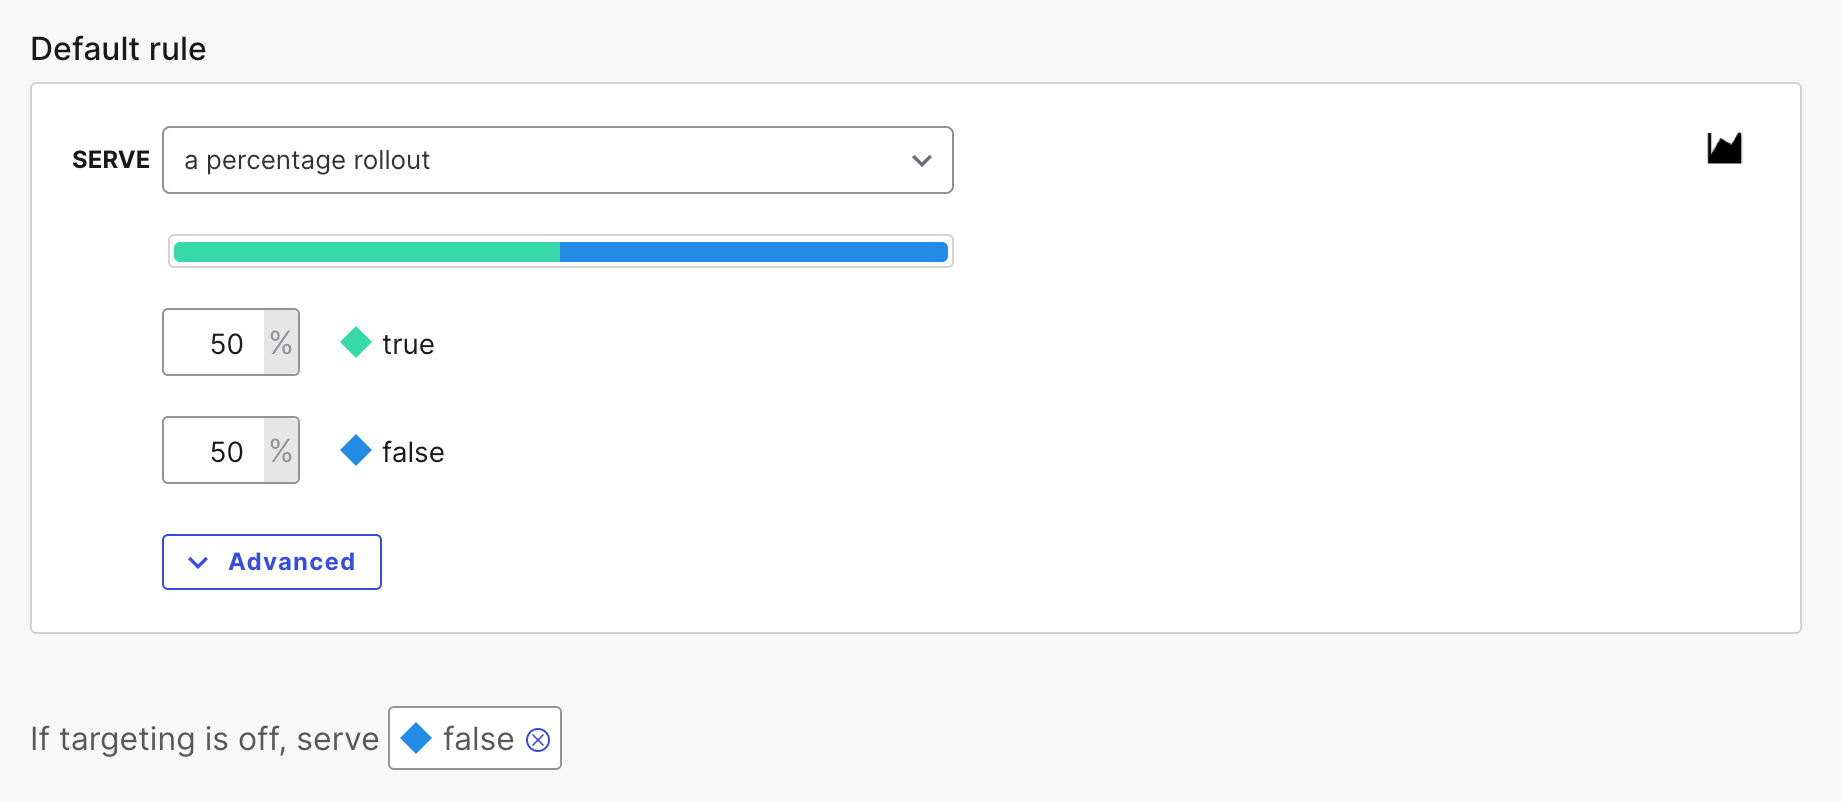 Default rule
SERVE a percentage rollout
50 % true
50 % false
Advanced
If targeting is off, serve false